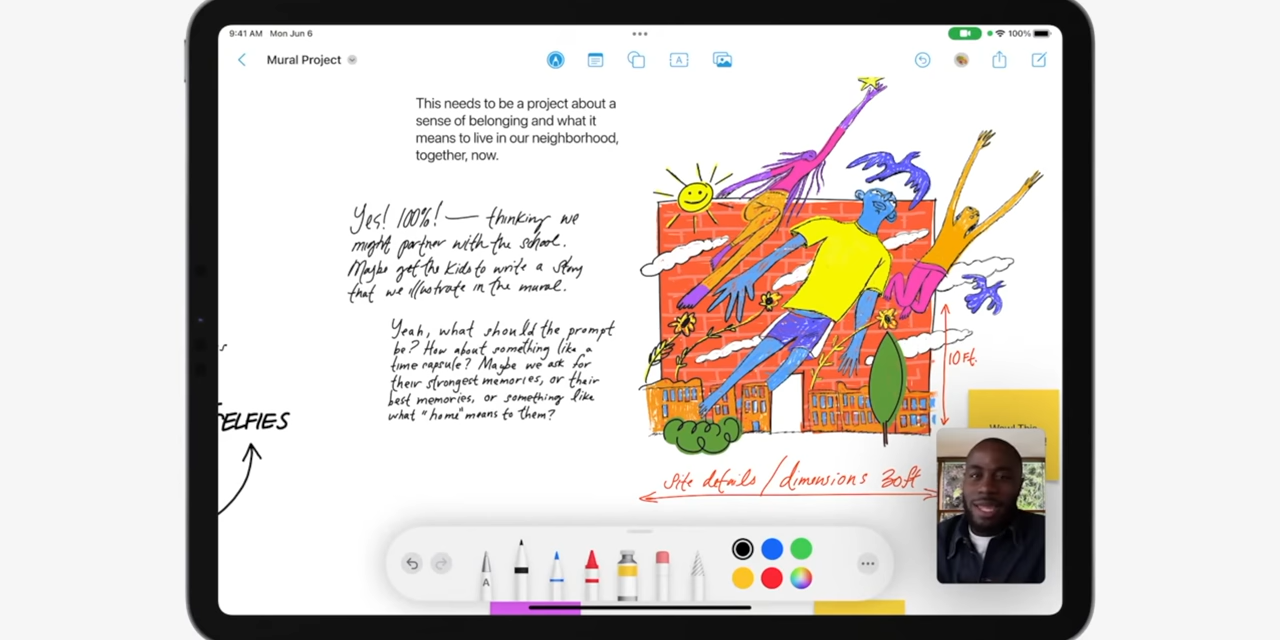 9:41 AM Mon Jun 6
100%
Mural Project
A
This needs to be a project about a
sense of belonging and what it
means to live in our neighborhood,
together, now.
Yes! 100%! — thinking we
might partner with the school.
Maybe get the kids to write a story
that we illustrate in the mural.
Yeah, what should the prompt
be? How about something like a
time capsule? Maybe we ask for
their strongest memories, or their
best memories, or something like
what "home" means to them?
s
ELFIES
10 Ft.
Wow! This
site details / dimensions 30ft
A